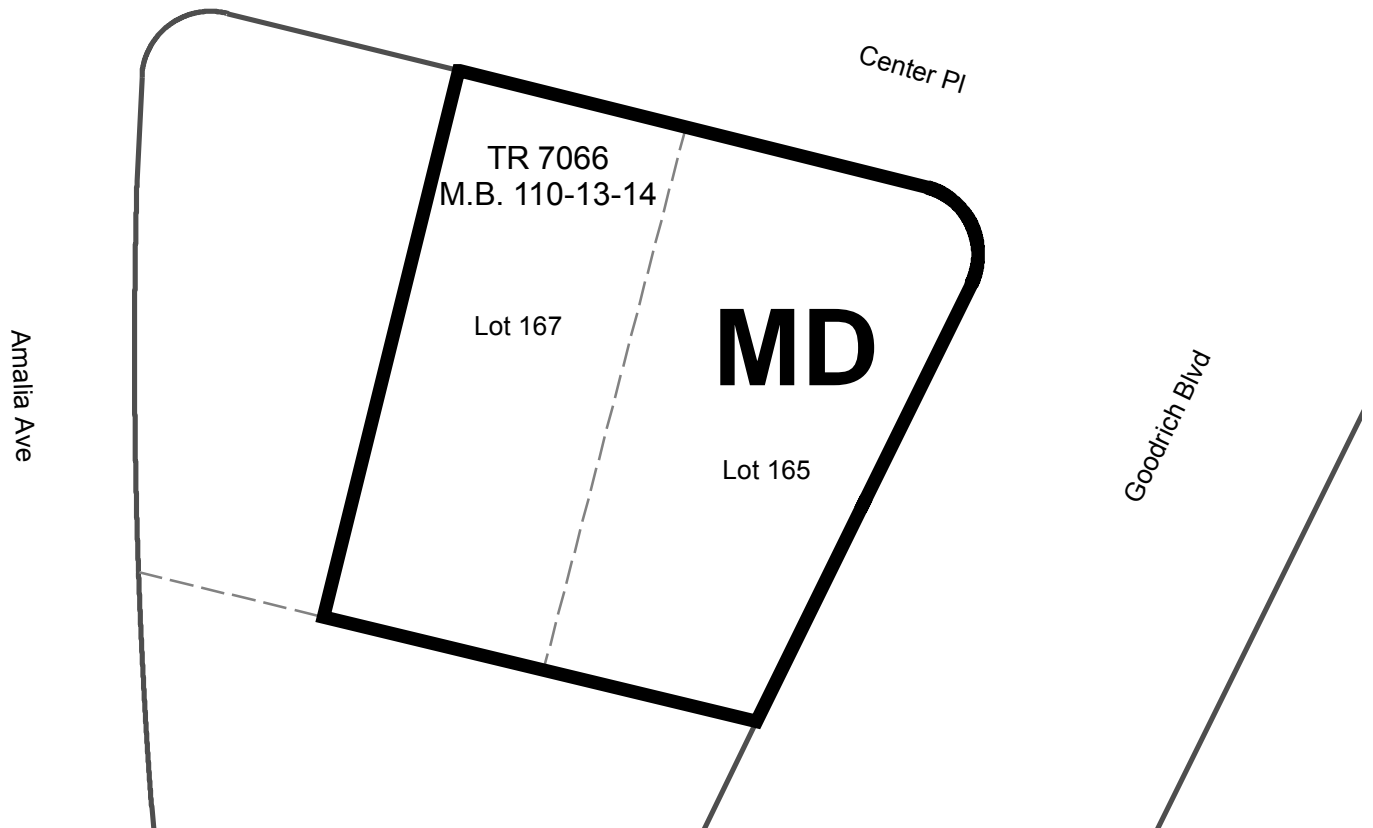 Center Pl
TR 7066
M.B. 110-13-14
Lot 167
MD
Lot 165
Amalia Ave
Goodrich Blvd